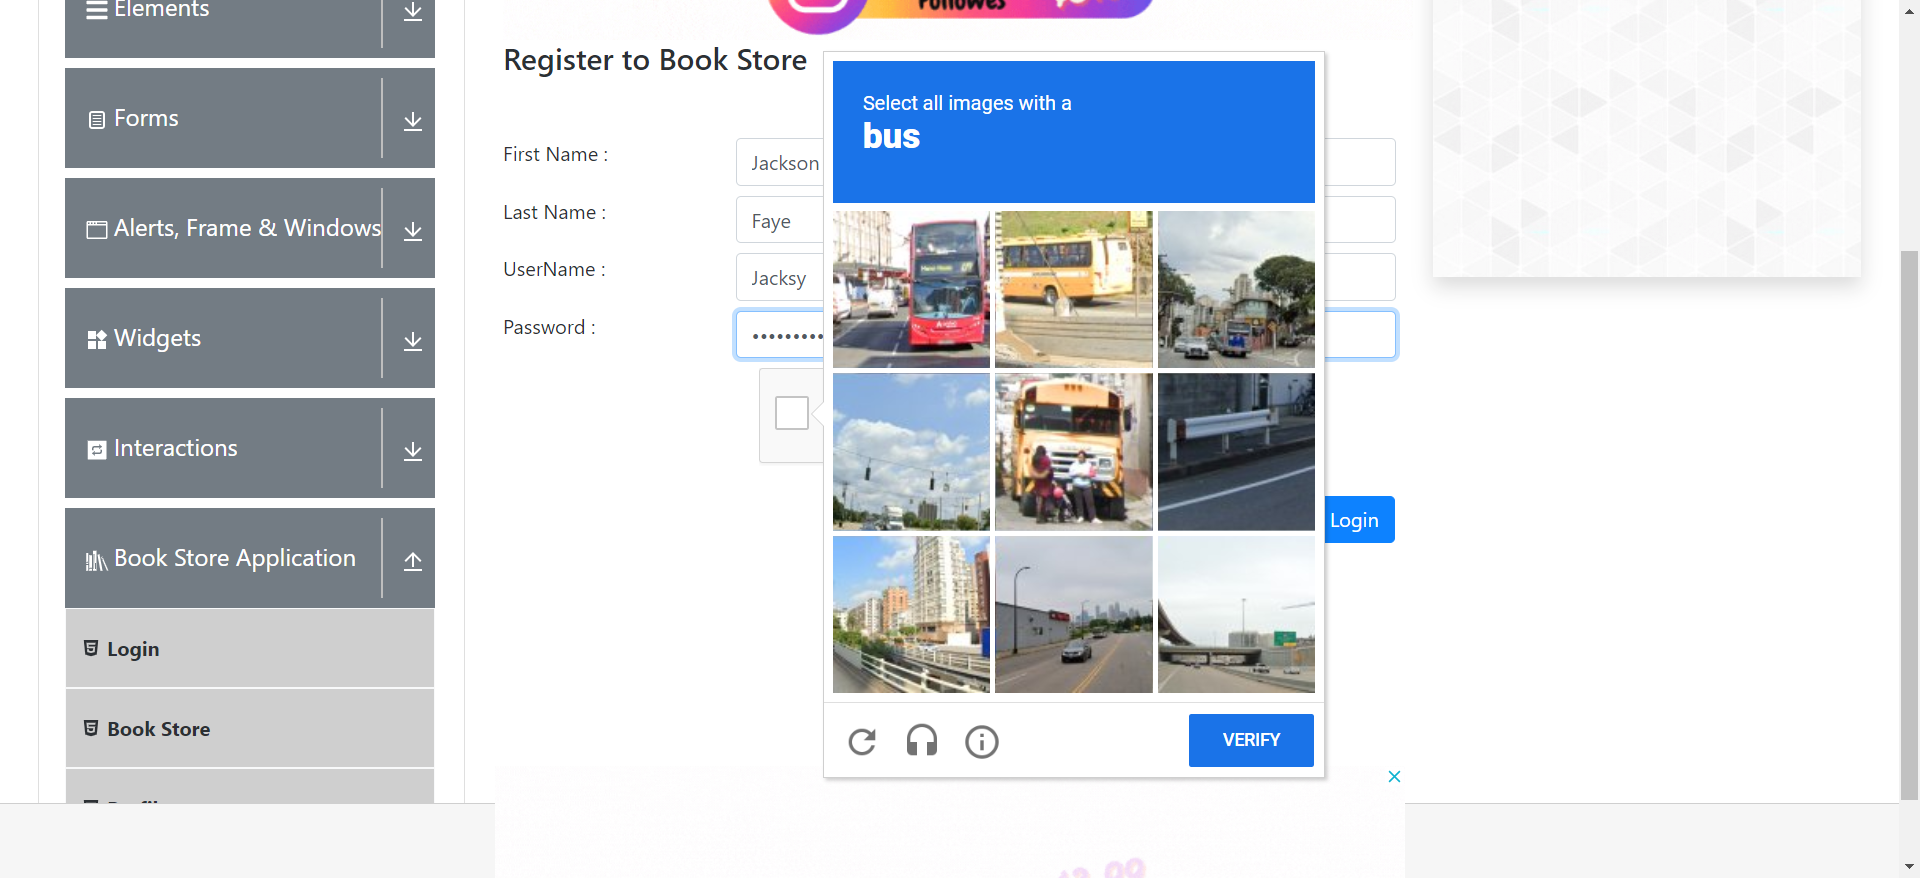 Elements
Followes
Register to Book Store
Select all images with a
bus
Forms
First Name :
Jackson
Alerts, Frame & Windows
Last Name :
Faye
UserName :
Jacksy
Password :
Widgets
Interactions
Login
Book Store Application
Login
Book Store
VERIFY